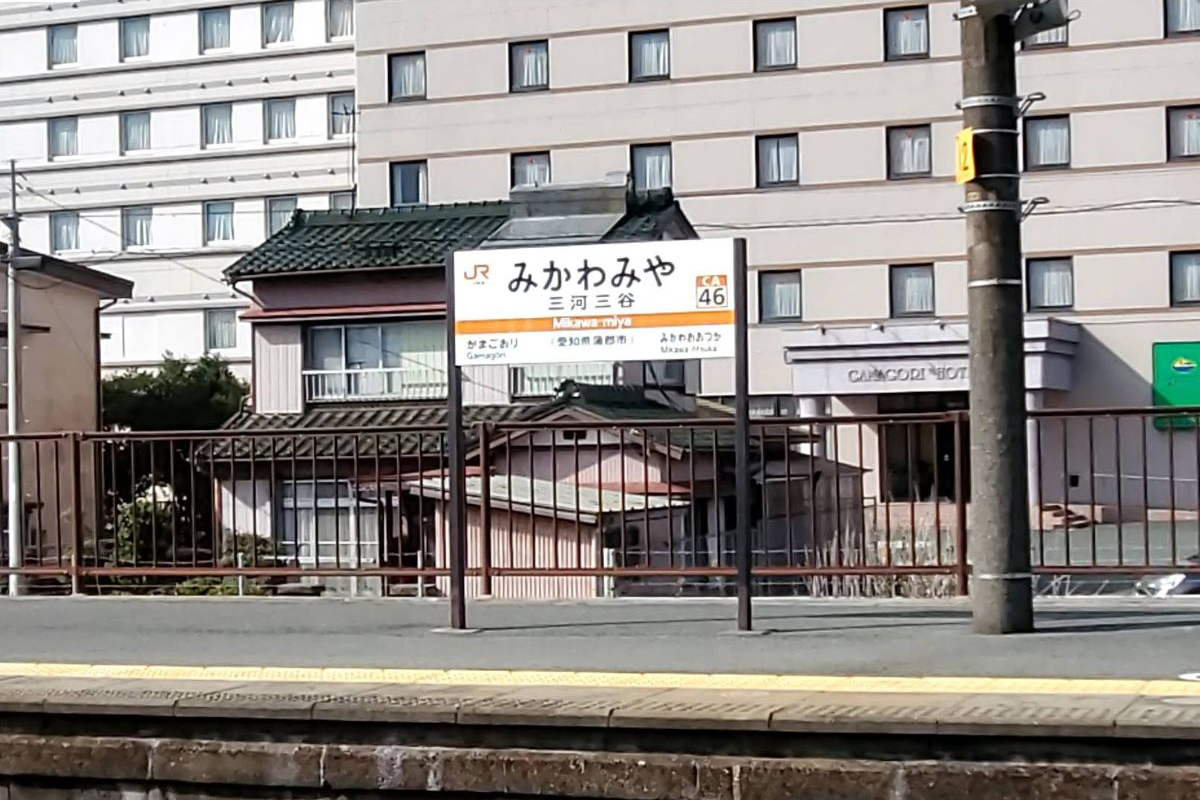 JR
みかわみや
三河三谷
CA
46
Mikawa-miya
がまごおり
Gamagōri
(愛知県蒲郡市)
みかわおおつか
Mikawa-ōtsuka
GAMAGORI HOT
2